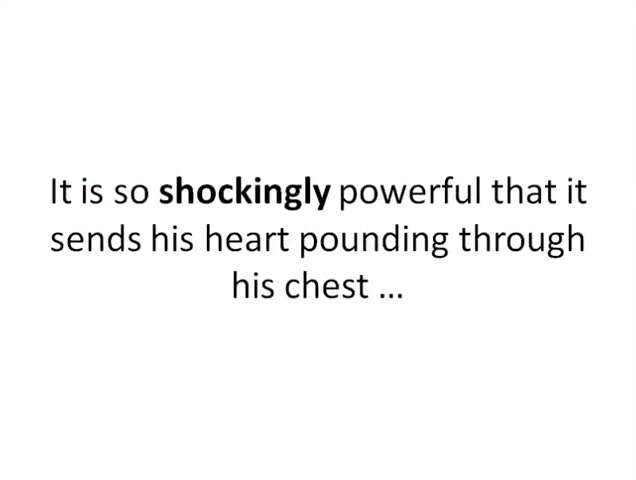 It is so shockingly powerful that it
sends his heart pounding through
his chest …